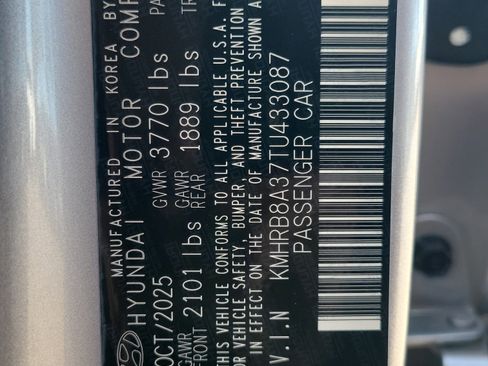 MANUFACTURED IN KOREA BY
HYUNDAI MOTOR COMP
OCT/2025 GVWR 3770 lbs PA
GAWR FRONT 2101 lbs GAWR REAR 1889 lbs TR
THIS VEHICLE CONFORMS TO ALL APPLICABLE U.S.A. F
OR VEHICLE SAFETY, BUMPER, AND THEFT PREVENTION
IN EFFECT ON THE DATE OF MANUFACTURE SHOWN A
V.I.N KMHRB8A37TU433087
PASSENGER CAR